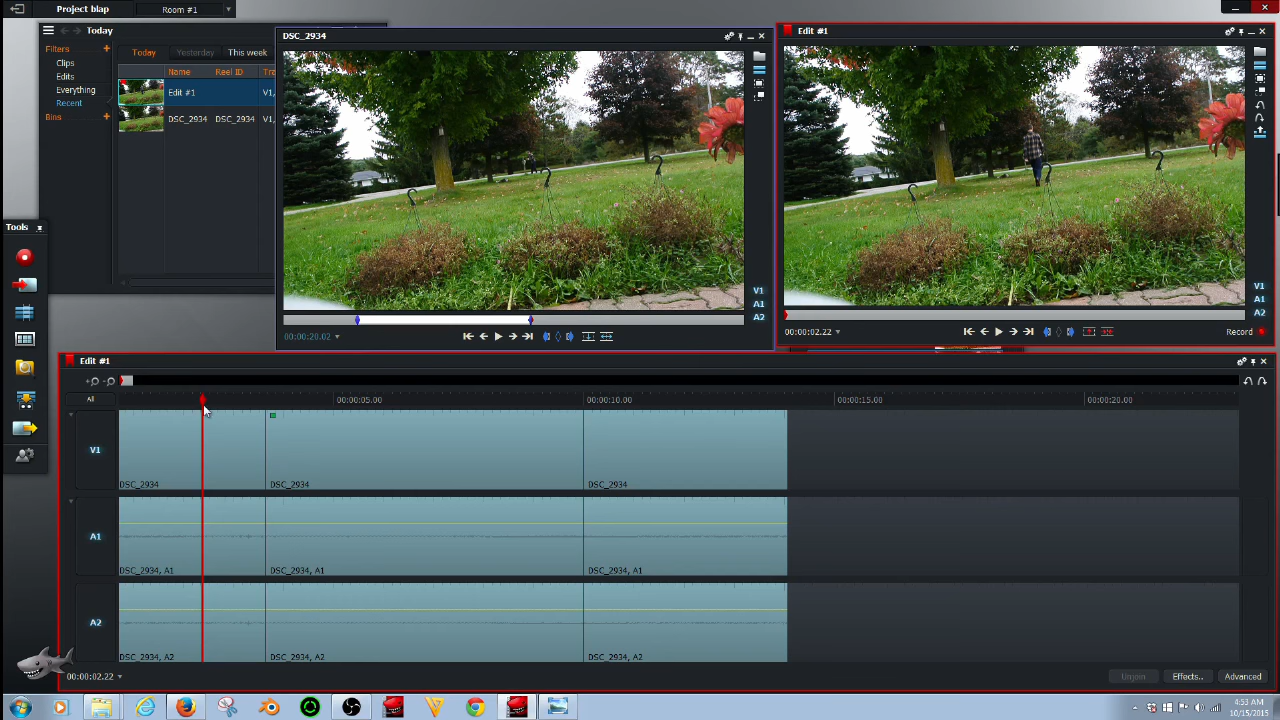 Project blap
Room #1
Today
Filters
Clips
Edits
Everything
Recent
Bins
Today Yesterday This week
Name Reel ID
Edit #1 V1,
DSC_2934 DSC_2934 V1,
DSC_2934
V1
A1
A2
00:00:20.02
Edit #1
V1
A1
A2
00:00:02.22
Record
Tools
Edit #1
All
00:00:05.00 00:00:10.00 00:00:15.00 00:00:20.00
V1
DSC_2934 DSC_2934 DSC_2934
A1
DSC_2934, A1 DSC_2934, A1 DSC_2934, A1
A2
DSC_2934, A2 DSC_2934, A2 DSC_2934, A2
00:00:02.22
Unjoin Effects.. Advanced
4:53 AM
10/15/2015